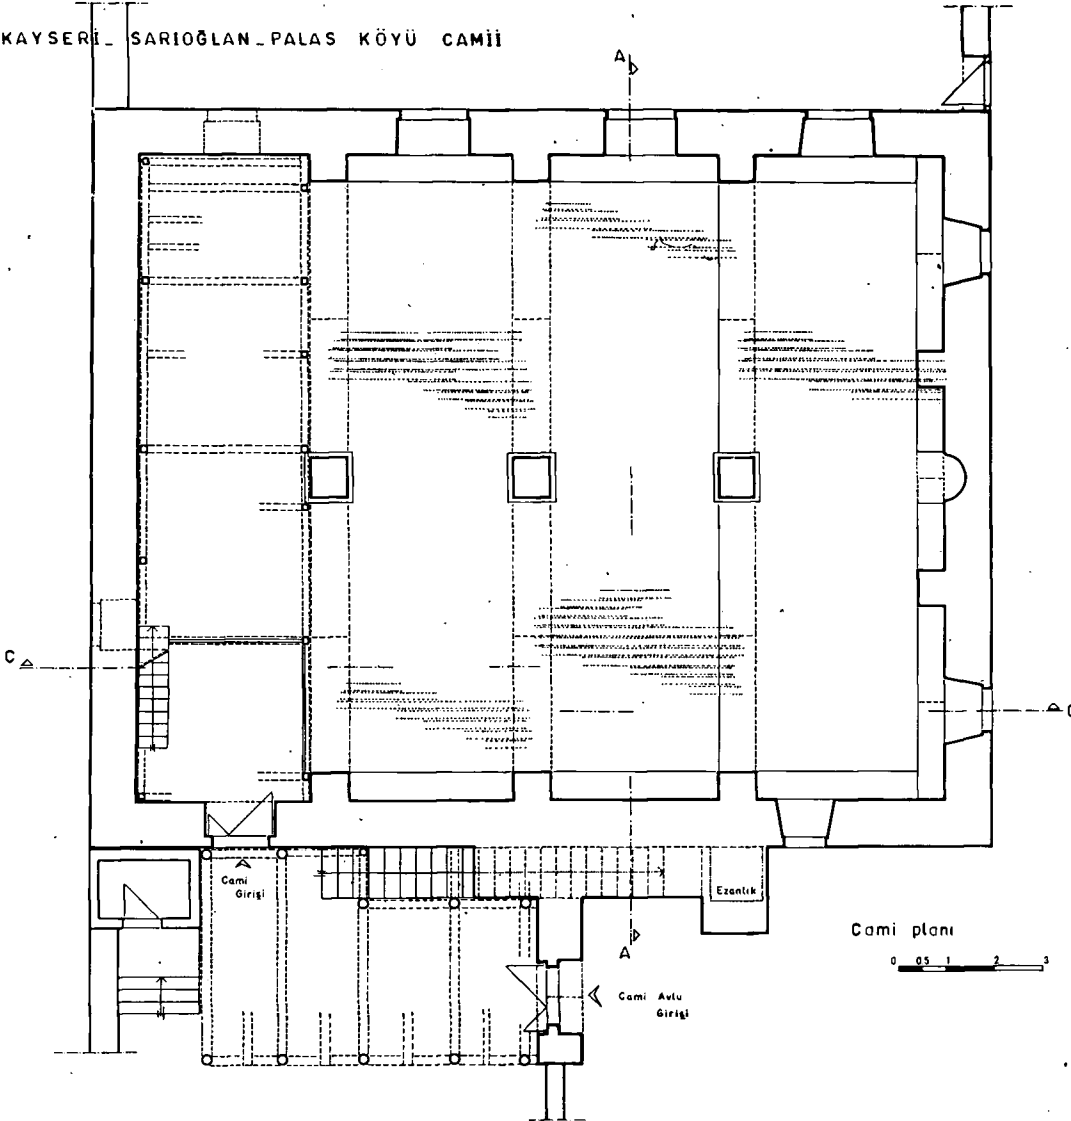 KAYSERİ_ SARIOĞLAN_PALAS KÖYÜ CAMİİ
A
C
C
Cami
Girişi
Ezanlık
A
Cami planı
0 0.5 1 2 3
Cami Avlu
Girişi